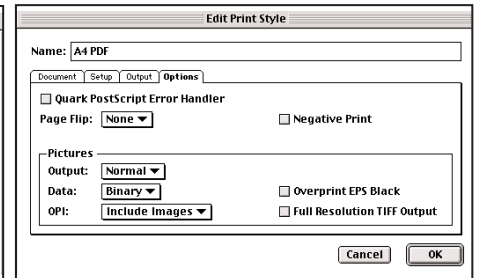 Edit Print Style
Name: A4 PDF
Document Setup Output Options
Quark PostScript Error Handler
Page Flip: None Negative Print
Pictures
Output: Normal
Data: Binary Overprint EPS Black
OPI: Include Images Full Resolution TIFF Output
Cancel OK